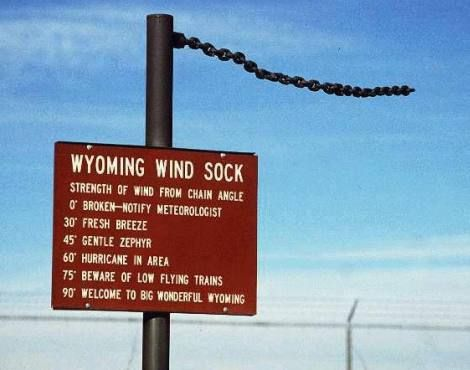 WYOMING WIND SOCK
STRENGTH OF WIND FROM CHAIN ANGLE
0° BROKEN—NOTIFY METEOROLOGIST
30° FRESH BREEZE
45° GENTLE ZEPHYR
60° HURRICANE IN AREA
75° BEWARE OF LOW FLYING TRAINS
90° WELCOME TO BIG WONDERFUL WYOMING